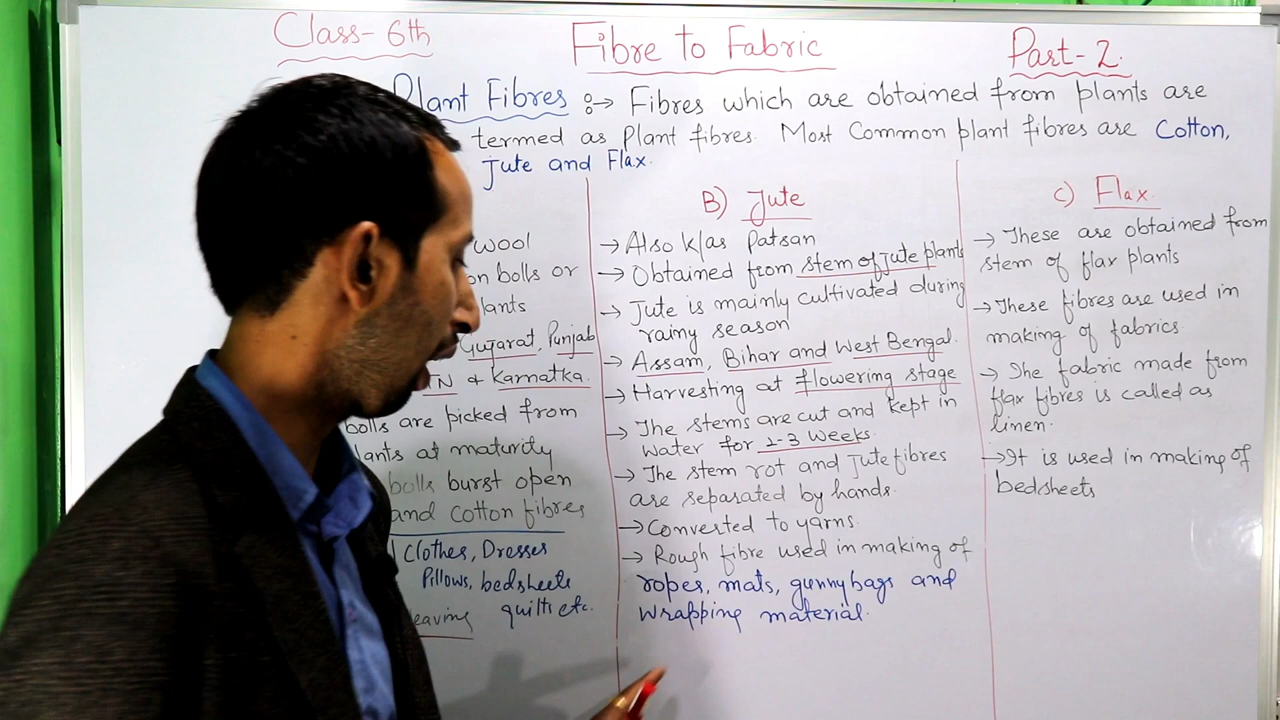 Class-6th
Fibre to Fabric
Part-2.
Plant Fibres :→ Fibres which are obtained from plants are
termed as Plant fibres. Most Common plant fibres are Cotton,
Jute and Flax.
wool
bolls or
Gujarat, Punjab
TN & Karnatka.
bolls are picked from
at maturity
bolls burst open
and cotton fibres
Clothes, Dresses
Pillows, bedsheets
quilts etc.
B) Jute
→ Also k/as Patsan
→ Obtained from stem of jute plants
→ Jute is mainly cultivated during
rainy season
→ Assam, Bihar and West Bengal.
→ Harvesting at flowering stage
→ The stems are cut and kept in
water for 2-3 weeks.
→ The stem rot and Jute fibres
are separated by hands.
→ Converted to yarns.
→ Rough fibre used in making of
ropes, mats, gunnybags and
wrapping material.
C) Flax.
→ These are obtained from
stem of flax plants
→ These fibres are used in
making of fabrics.
→ The fabric made from
flax fibres is called as
linen.
→ It is used in making of
bedsheets